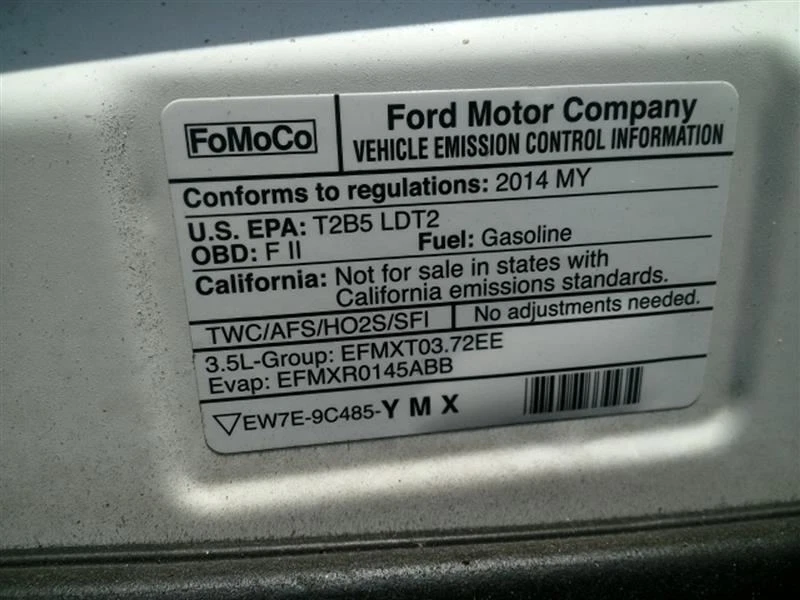 FoMoCo
Ford Motor Company
VEHICLE EMISSION CONTROL INFORMATION
Conforms to regulations: 2014 MY
U.S. EPA: T2B5 LDT2
OBD: F II Fuel: Gasoline
California: Not for sale in states with
California emissions standards.
TWC/AFS/HO2S/SFI No adjustments needed.
3.5L-Group: EFMXT03.72EE
Evap: EFMXR0145ABB
EW7E-9C485-Y M X